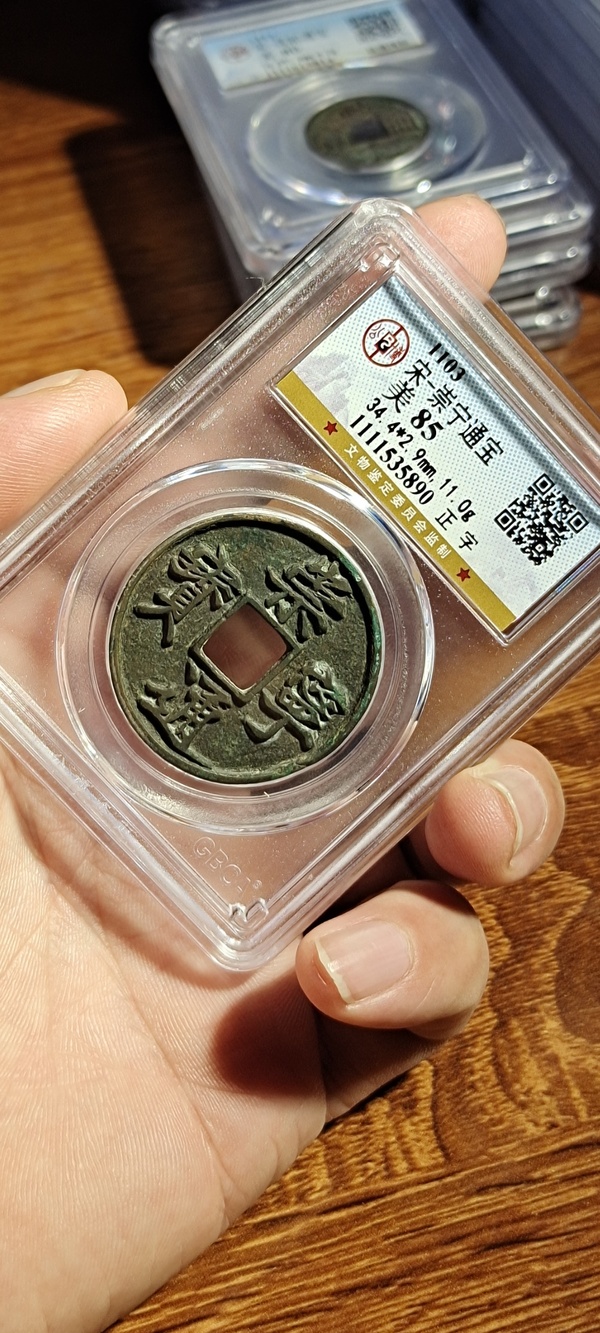 1103
宋-崇宁通宝
美 85
34.4*2.9mm,11.0g
1111535890 正字
文物鉴定委员会监制
崇寧通寳
GBCA